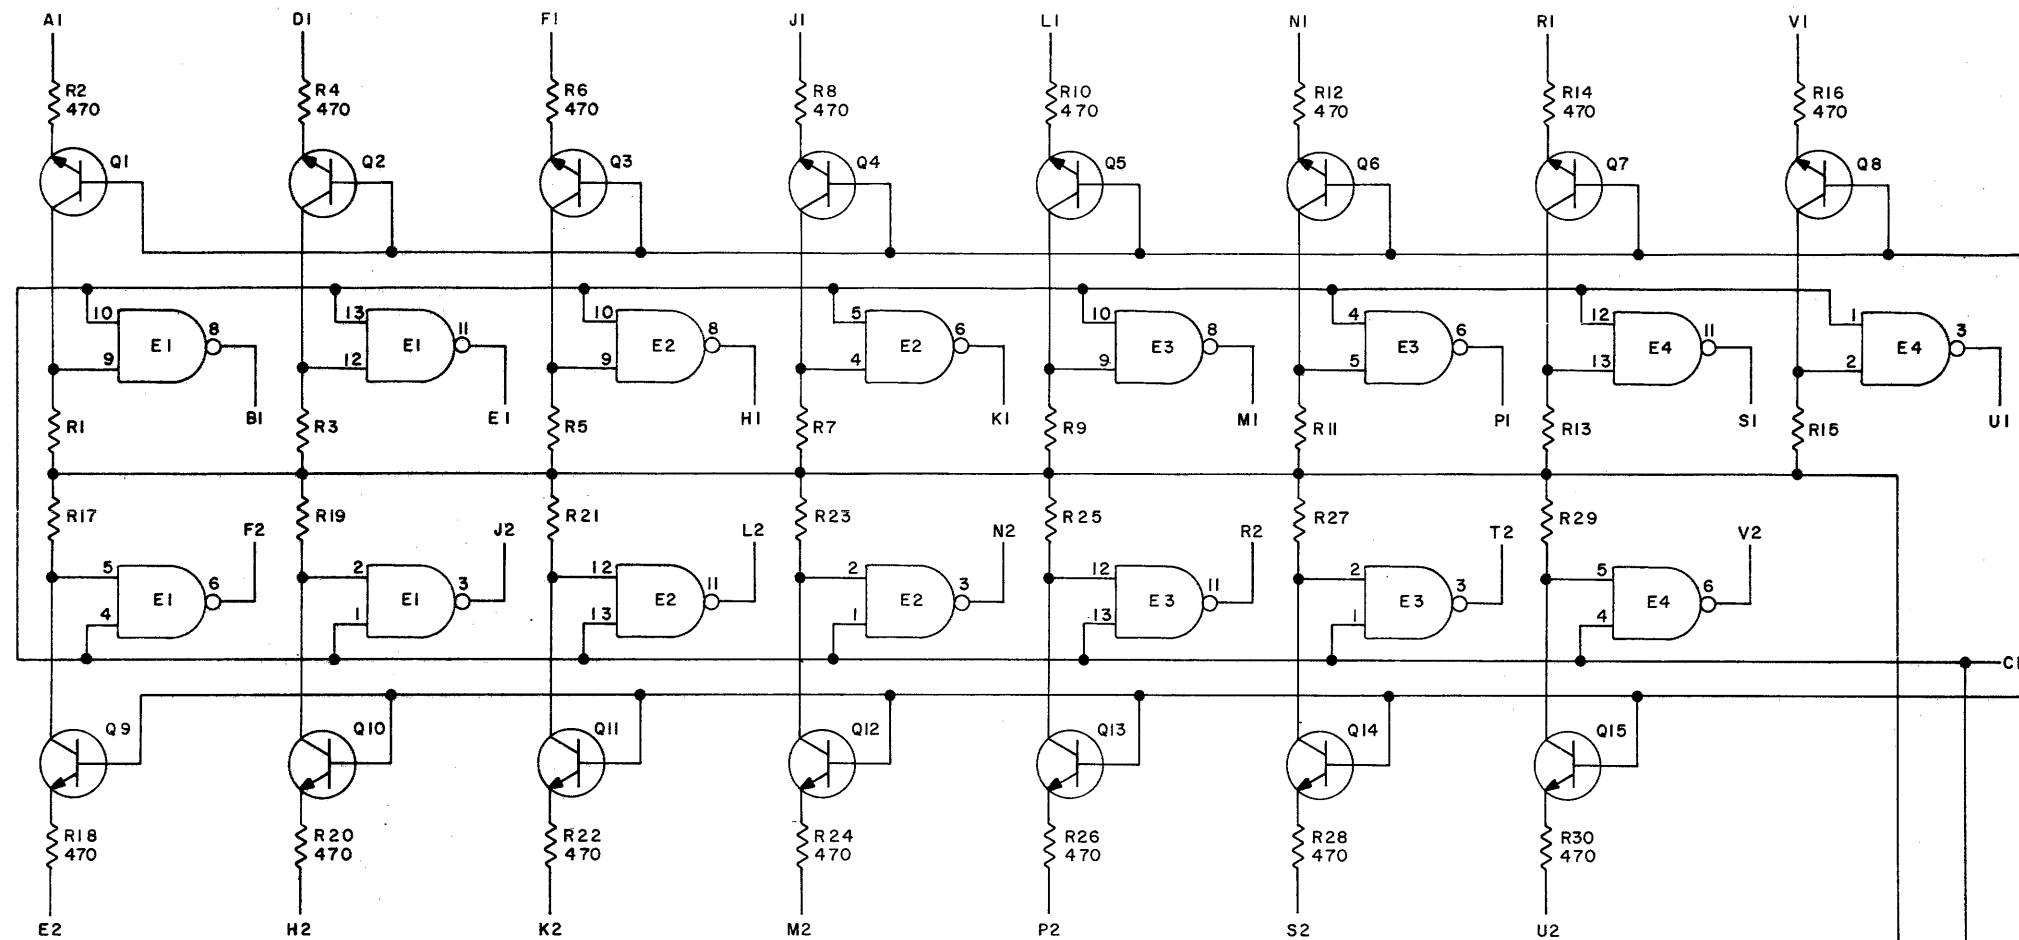 A1 D1 F1 J1 L1 N1 R1 V1
R2 R4 R6 R8 R10 R12 R14 R16
470 470 470 470 470 470 470 470
Q1 Q2 Q3 Q4 Q5 Q6 Q7 Q8
10 13 10 5 10 4 12 1
8 11 8 6 8 6 11 3
E1 E1 E2 E2 E3 E3 E4 E4
9 12 9 4 9 5 13 2
B1 E1 H1 K1 M1 P1 S1 U1
R1 R3 R5 R7 R9 R11 R13 R15
R17 R19 R21 R23 R25 R27 R29
F2 J2 L2 N2 R2 T2 V2
5 2 12 2 12 2 5
6 3 11 3 11 3 6
E1 E1 E2 E2 E3 E3 E4
4 1 13 1 13 1 4
C1
Q9 Q10 Q11 Q12 Q13 Q14 Q15
R18 R20 R22 R24 R26 R28 R30
470 470 470 470 470 470 470
E2 H2 K2 M2 P2 S2 U2